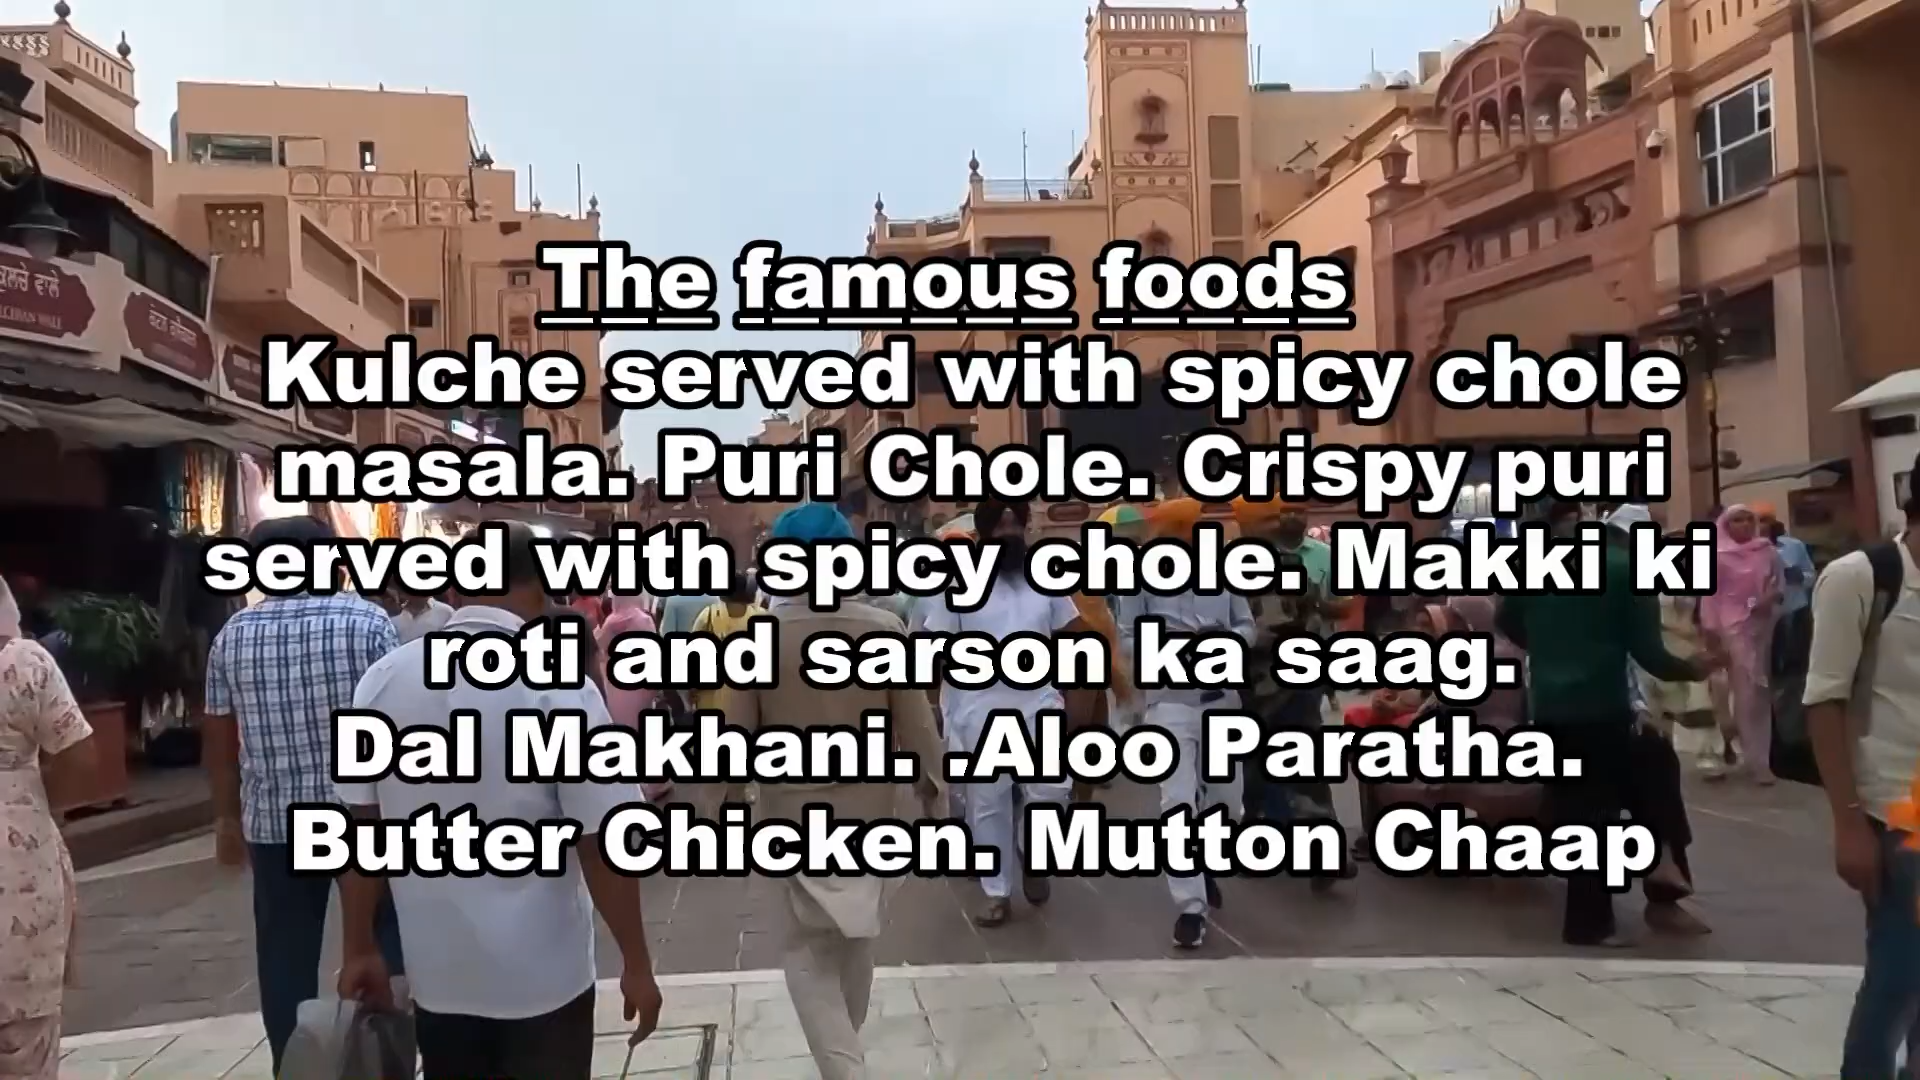 The famous foods
Kulche served with spicy chole
masala. Puri Chole. Crispy puri
served with spicy chole. Makki ki
roti and sarson ka saag.
Dal Makhani. .Aloo Paratha.
Butter Chicken. Mutton Chaap
ਵਾਲੇ
WALE